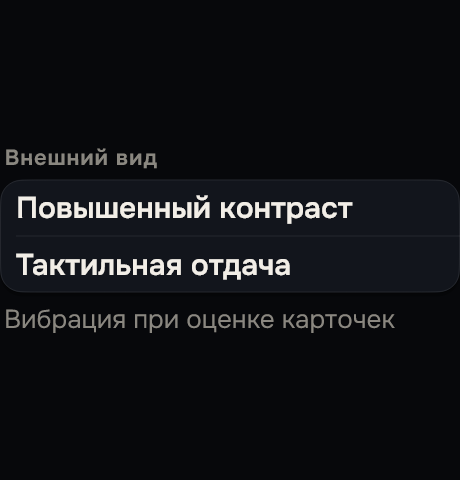 Внешний вид
Повышенный контраст
Тактильная отдача
Вибрация при оценке карточек